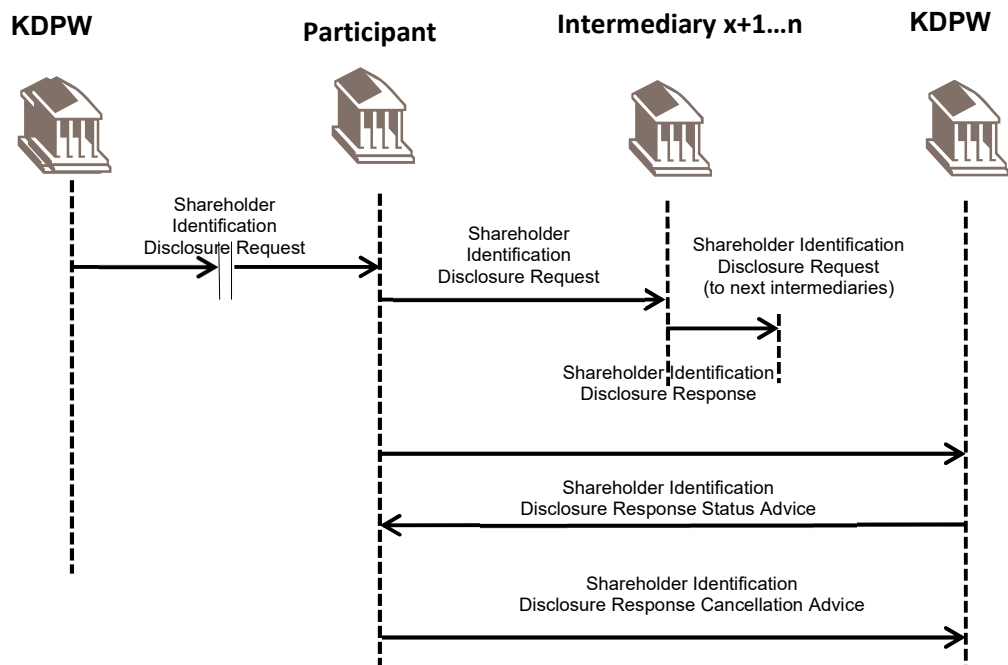 KDPW
Participant
Intermediary x+1...n
KDPW
Shareholder
Identification
Disclosure Request
Shareholder
Identification
Disclosure Request
Shareholder Identification
Disclosure Request
(to next intermediaries)
Shareholder Identification
Disclosure Response
Shareholder Identification
Disclosure Response Status Advice
Shareholder Identification
Disclosure Response Cancellation Advice